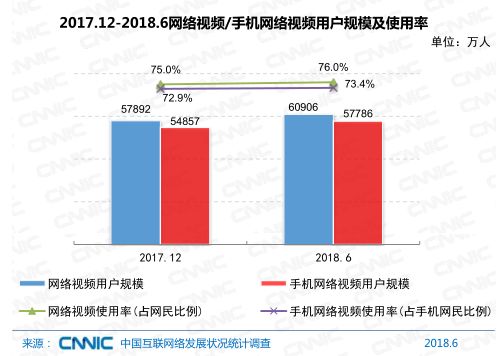 2017.12-2018.6网络视频/手机网络视频用户规模及使用率
单位：万人
75.0%
76.0%
72.9%
73.4%
57892
54857
60906
57786
2017.12
2018.6
网络视频用户规模
手机网络视频用户规模
网络视频使用率(占网民比例)
手机网络视频使用率(占手机网民比例)
来源： CNNIC 中国互联网络发展状况统计调查
2018.6